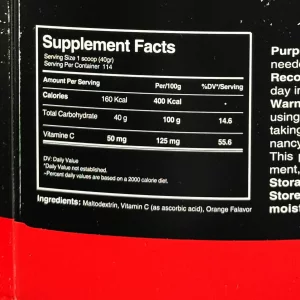 Supplement Facts
Serving Size 1 scoop (40gr)
Serving Per Container 114
Amount Per Serving Per/100g %DV*/Serving
Calories 160 Kcal 400 Kcal -
Total Carbohydrate 40 g 100 g 14.6
Vitamin C 50 mg 125 mg 55.6
DV: Daily Value
*Daily Value not established.
~Percent daily values are based on a 2000 calorie diet.
Ingredients: Maltodextrin, Vitamin C (as ascorbic acid), Orange Falavor
Purp
neede
Reco
day in
Warn
using
taking
nancy
This p
ment,
Stora
Store
moist